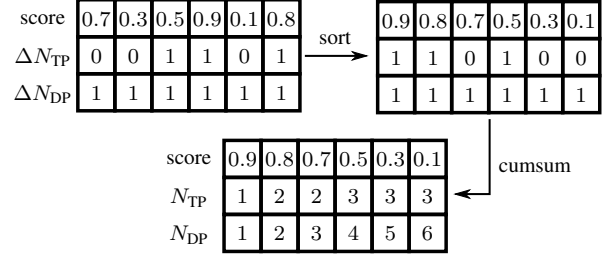 score 0.7 0.3 0.5 0.9 0.1 0.8
ΔN_TP 0 0 1 1 0 1
ΔN_DP 1 1 1 1 1 1
sort
0.9 0.8 0.7 0.5 0.3 0.1
1 1 0 1 0 0
1 1 1 1 1 1
cumsum
score 0.9 0.8 0.7 0.5 0.3 0.1
N_TP 1 2 2 3 3 3
N_DP 1 2 3 4 5 6